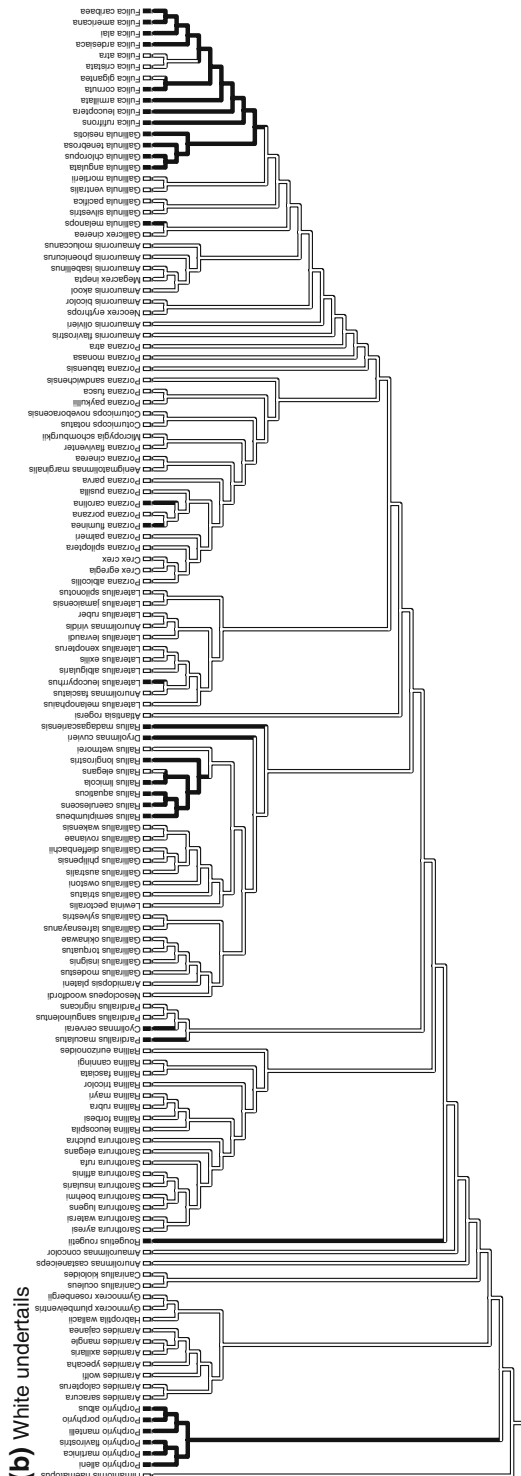 (b) White undertails
Fulica caribaea
Fulica americana
Fulica alai
Fulica ardesiaca
Fulica atra
Fulica cristata
Fulica gigantea
Fulica cornuta
Fulica armillata
Fulica leucoptera
Fulica rufifrons
Gallinula nesiotis
Gallinula tenebrosa
Gallinula chloropus
Gallinula angulata
Gallinula mortierii
Gallinula ventralis
Gallinula pacifica
Gallinula silvestris
Gallinula melanops
Gallicrex cinerea
Amaurornis moluccanus
Amaurornis phoenicurus
Amaurornis isabellinus
Megacrex inepta
Amaurornis akool
Amaurornis bicolor
Neocrex erythrops
Amaurornis olivieri
Amaurornis flavirostris
Porzana atra
Porzana monasa
Porzana tabuensis
Porzana sandwichensis
Porzana fusca
Porzana paykullii
Coturnicops noveboracensis
Coturnicops notatus
Micropygia schomburgkii
Porzana flaviventer
Porzana cinerea
Aenigmatolimnas marginalis
Porzana parva
Porzana pusilla
Porzana carolina
Porzana porzana
Porzana fluminea
Porzana palmeri
Porzana spiloptera
Crex crex
Crex egregia
Porzana albicollis
Laterallus spilonotus
Laterallus jamaicensis
Laterallus ruber
Anurolimnas viridis
Laterallus levraudi
Laterallus xenopterus
Laterallus exilis
Laterallus albigularis
Laterallus leucopyrrhus
Anurolimnas fasciatus
Laterallus melanophaius
Atlantisia rogersi
Rallus madagascariensis
Dryolimnas cuvieri
Rallus wetmorei
Rallus longirostris
Rallus elegans
Rallus limicola
Rallus aquaticus
Rallus caerulescens
Rallus semiplumbeus
Gallirallus wakensis
Gallirallus rovianae
Gallirallus dieffenbachii
Gallirallus philippensis
Gallirallus australis
Gallirallus owstoni
Gallirallus striatus
Lewinia pectoralis
Gallirallus sylvestris
Gallirallus lafresnayanus
Gallirallus okinawae
Gallirallus torquatus
Gallirallus insignis
Gallirallus modestus
Aramidopsis plateni
Nesoclopeus woodfordi
Pardirallus nigricans
Pardirallus sanguinolentus
Cyolimnas cerverai
Pardirallus maculatus
Rallina eurizonoides
Rallina canningi
Rallina fasciata
Rallina tricolor
Rallina mayri
Rallina rubra
Rallina forbesi
Rallina leucospila
Sarothrura pulchra
Sarothrura elegans
Sarothrura rufa
Sarothrura affinis
Sarothrura insularis
Sarothrura boehmi
Sarothrura lugens
Sarothrura watersi
Sarothrura ayresi
Rougetius rougetii
Amaurolimnas concolor
Anurolimnas castaneiceps
Canirallus kioloides
Canirallus oculeus
Gymnocrex rosenbergii
Gymnocrex plumbeiventris
Habroptila wallacii
Aramides cajanea
Aramides mangle
Aramides axillaris
Aramides ypecaha
Aramides wolfi
Aramides calopterus
Aramides saracura
Porphyrio albus
Porphyrio porphyrio
Porphyrio mantelli
Porphyrio flavirostris
Porphyrio martinica
Porphyrio alleni